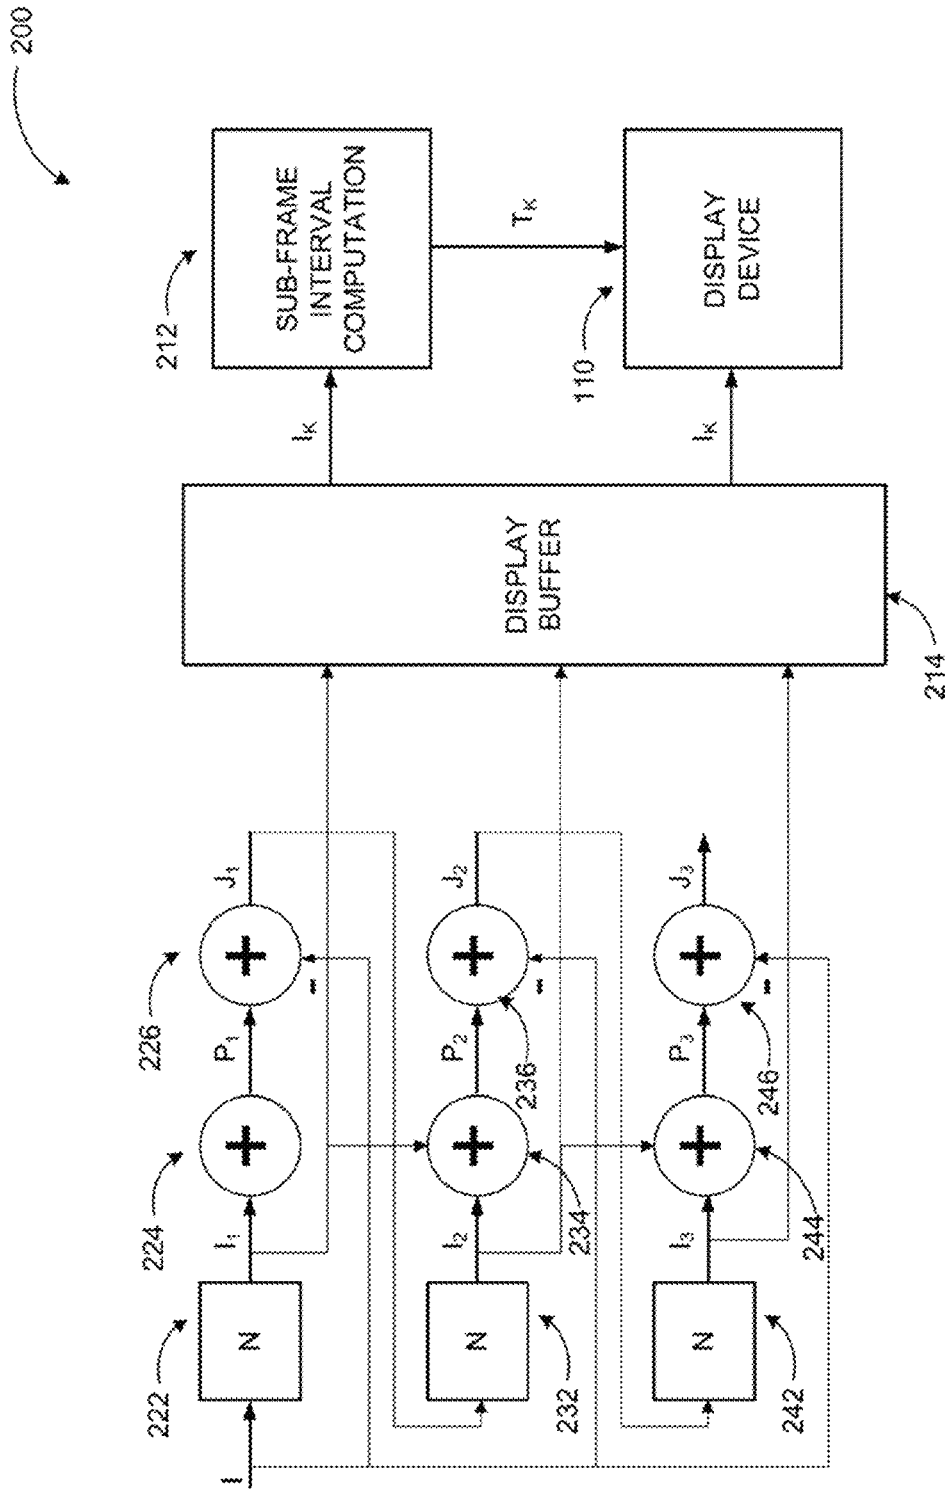 200
212
SUB-FRAME
INTERVAL
COMPUTATION
T_K
110
DISPLAY
DEVICE
I_K
I_K
DISPLAY
BUFFER
214
226
J_1
+
-
P_1
224
+
I_1
222
N
I
J_2
+
-
236
P_2
+
234
I_2
N
232
J_3
+
-
246
P_3
+
244
I_3
N
242